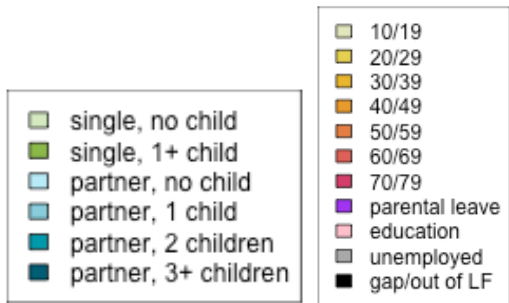 single, no child
single, 1+ child
partner, no child
partner, 1 child
partner, 2 children
partner, 3+ children
10/19
20/29
30/39
40/49
50/59
60/69
70/79
parental leave
education
unemployed
gap/out of LF